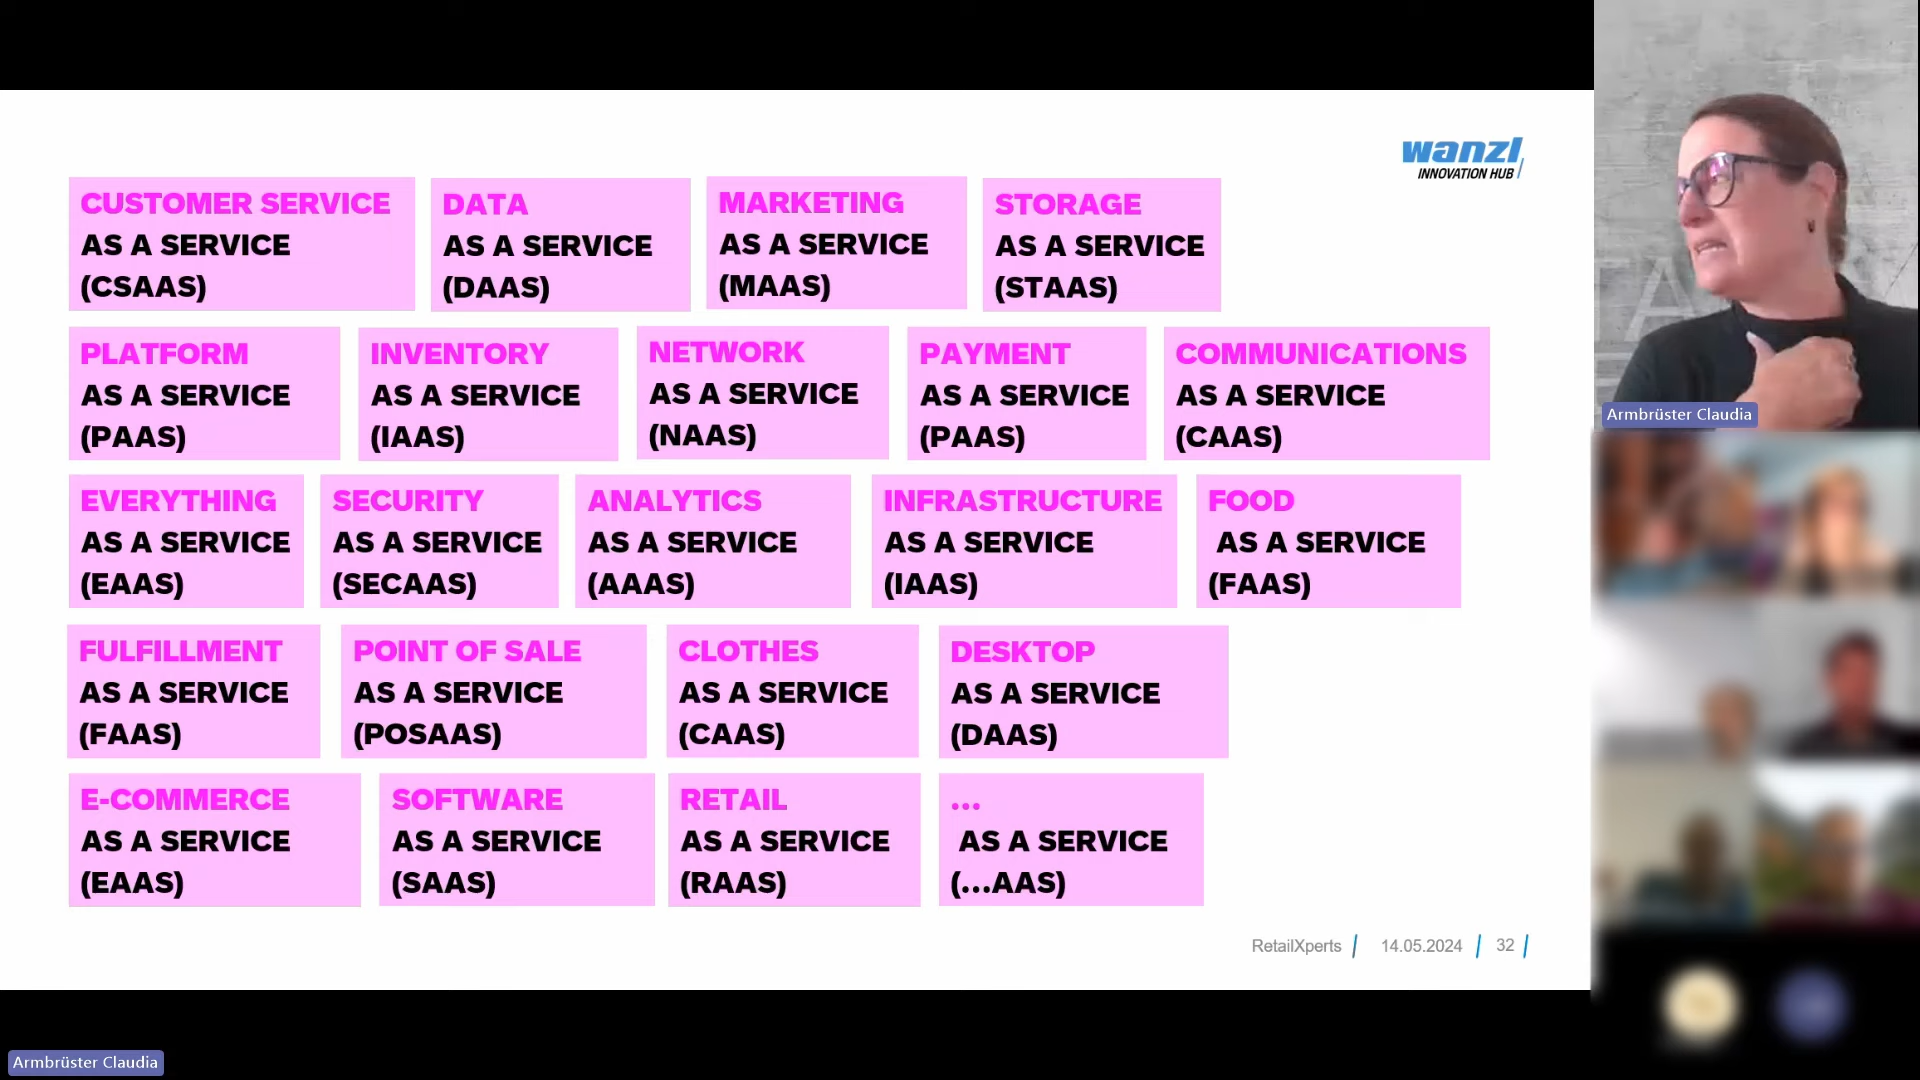 wanzl
INNOVATION HUB
CUSTOMER SERVICE
AS A SERVICE
(CSAAS)
DATA
AS A SERVICE
(DAAS)
MARKETING
AS A SERVICE
(MAAS)
STORAGE
AS A SERVICE
(STAAS)
PLATFORM
AS A SERVICE
(PAAS)
INVENTORY
AS A SERVICE
(IAAS)
NETWORK
AS A SERVICE
(NAAS)
PAYMENT
AS A SERVICE
(PAAS)
COMMUNICATIONS
AS A SERVICE
(CAAS)
EVERYTHING
AS A SERVICE
(EAAS)
SECURITY
AS A SERVICE
(SECAAS)
ANALYTICS
AS A SERVICE
(AAAS)
INFRASTRUCTURE
AS A SERVICE
(IAAS)
FOOD
AS A SERVICE
(FAAS)
FULFILLMENT
AS A SERVICE
(FAAS)
POINT OF SALE
AS A SERVICE
(POSAAS)
CLOTHES
AS A SERVICE
(CAAS)
DESKTOP
AS A SERVICE
(DAAS)
E-COMMERCE
AS A SERVICE
(EAAS)
SOFTWARE
AS A SERVICE
(SAAS)
RETAIL
AS A SERVICE
(RAAS)
...
AS A SERVICE
(...AAS)
RetailXperts 14.05.2024 32
Armbrüster Claudia
Armbrüster Claudia